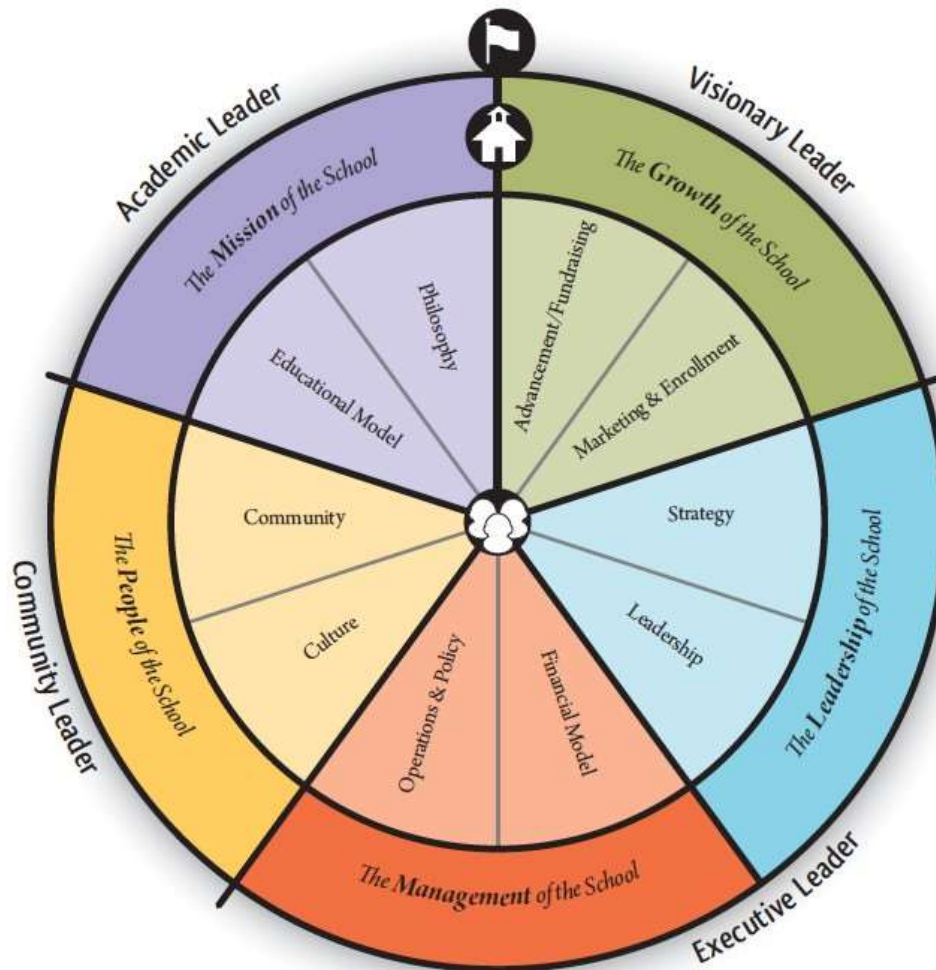 Academic Leader
Visionary Leader
The Mission of the School
The Growth of the School
Philosophy
Educational Model
Advancement/Fundraising
Marketing & Enrollment
Community
Culture
Strategy
Leadership
The People of the School
The Leadership of the School
Community Leader
Operations & Policy
Financial Model
The Management of the School
Executive Leader